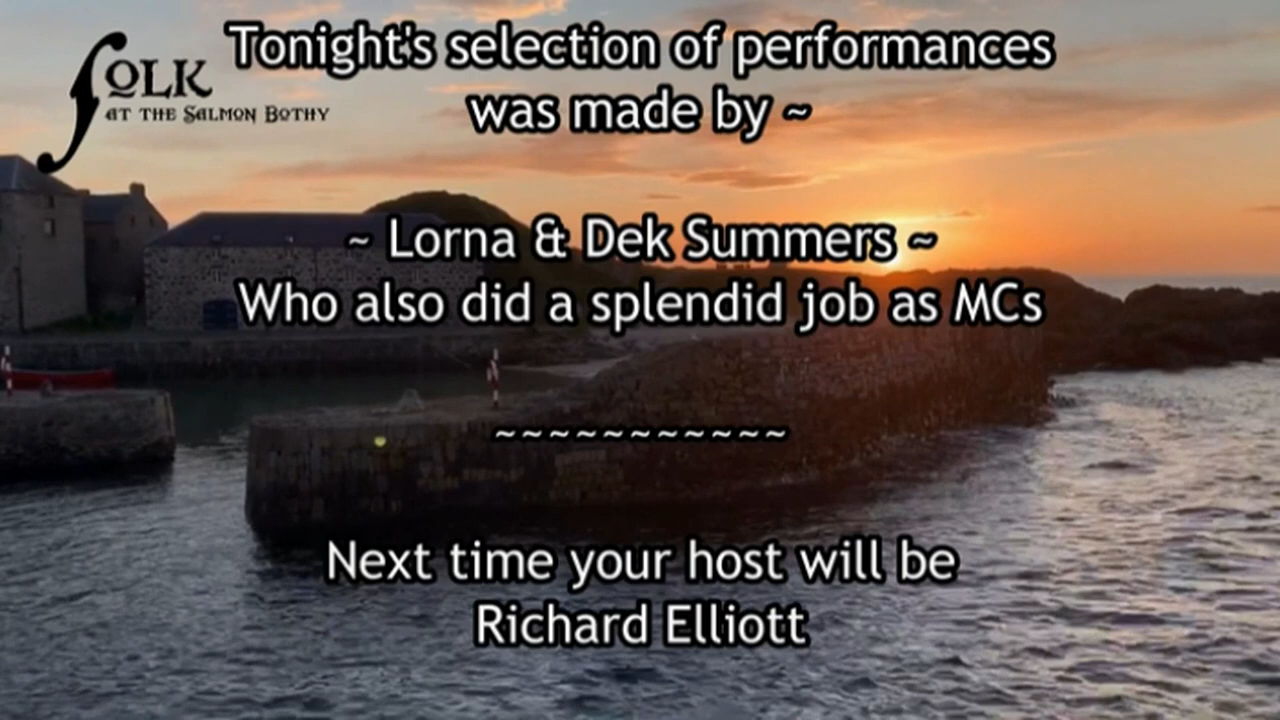 FOLK
AT THE SALMON BOTHY
Tonight's selection of performances
was made by ~
~ Lorna & Dek Summers ~
Who also did a splendid job as MCs
~~~~~~~~~~~
Next time your host will be
Richard Elliott